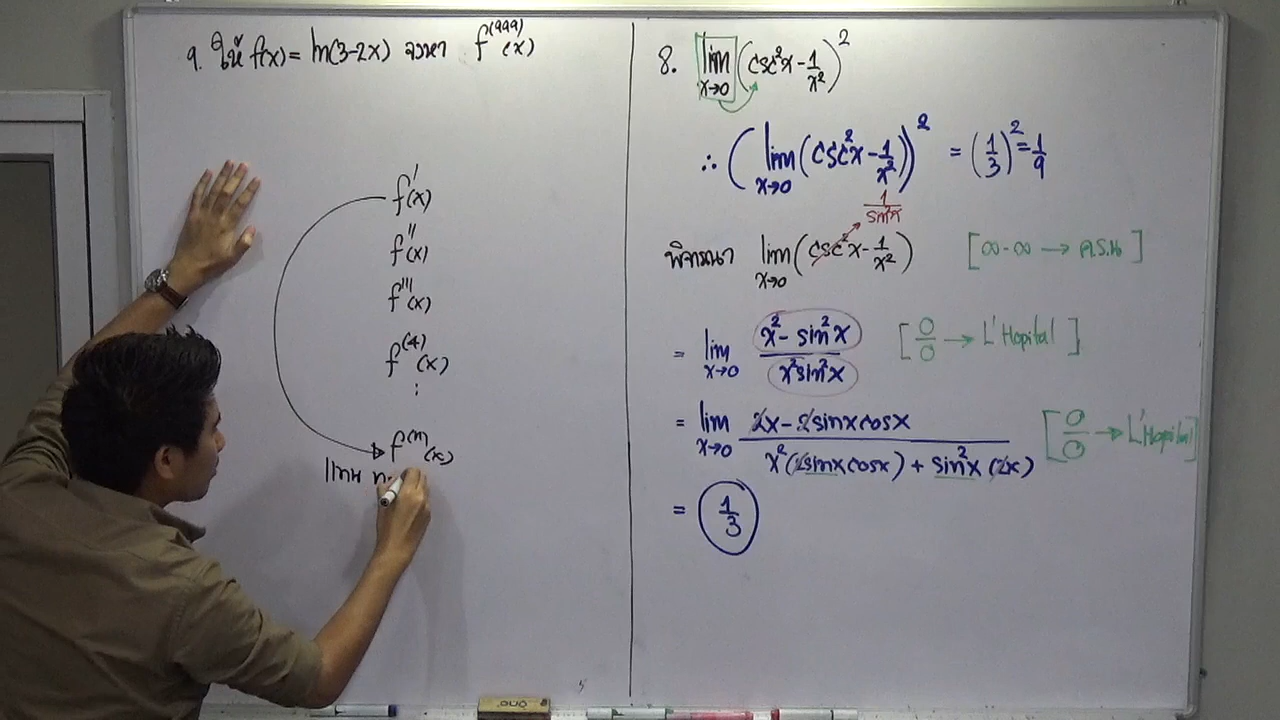 9. ให้ f(x) = ln(3-2x) จงหา f⁽⁹⁹⁹⁾(x)
f′(x)
f″(x)
f‴(x)
f⁽⁴⁾(x)
⋮
f⁽ⁿ⁾(x)
แทน n
8. lim x→0 (csc²x - 1/x²)²
∴ (lim x→0 (csc²x - 1/x²))² = (1/3)² = 1/9
1/sin²x
พิจารณา lim x→0 (csc²x - 1/x²) [∞-∞ → ค.ร.น]
= lim x→0 (x² - sin²x)/(x²sin²x) [0/0 → L'Hopital]
= lim x→0 (2x - 2sinxcosx)/(x²(2sinxcosx) + sin²x(2x)) [0/0 → L'Hopital]
= 1/3